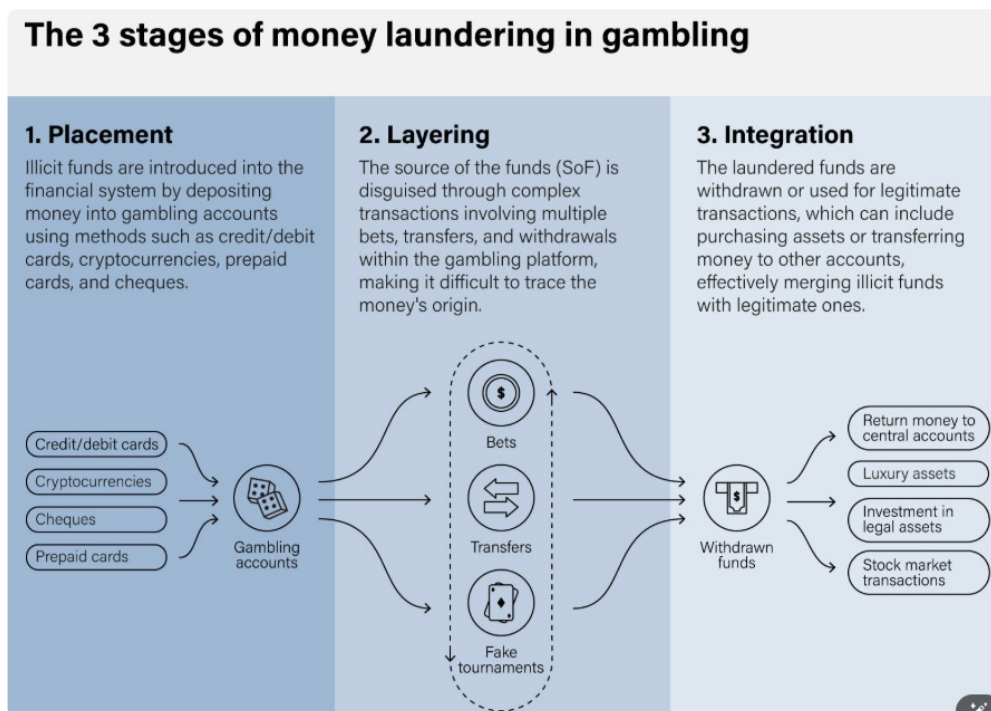 The 3 stages of money laundering in gambling
1. Placement
Illicit funds are introduced into the
financial system by depositing
money into gambling accounts
using methods such as credit/debit
cards, cryptocurrencies, prepaid
cards, and cheques.
2. Layering
The source of the funds (SoF) is
disguised through complex
transactions involving multiple
bets, transfers, and withdrawals
within the gambling platform,
making it difficult to trace the
money's origin.
3. Integration
The laundered funds are
withdrawn or used for legitimate
transactions, which can include
purchasing assets or transferring
money to other accounts,
effectively merging illicit funds
with legitimate ones.
Credit/debit cards
Cryptocurrencies
Cheques
Prepaid cards
Gambling
accounts
$
Bets
Transfers
Fake
tournaments
$
Withdrawn
funds
Return money to
central accounts
Luxury assets
Investment in
legal assets
Stock market
transactions